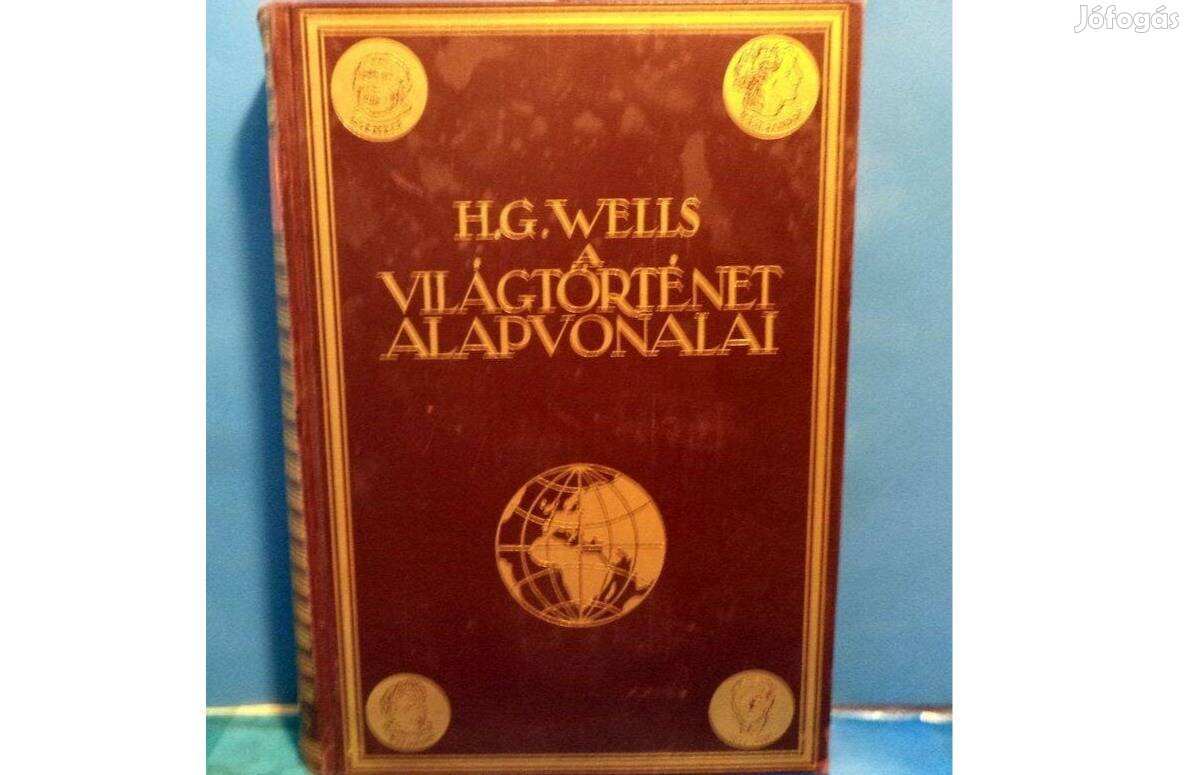 Jófogás
H.G. WELLS
A
VILÁGTÖRTÉNET
ALAPVONALAI